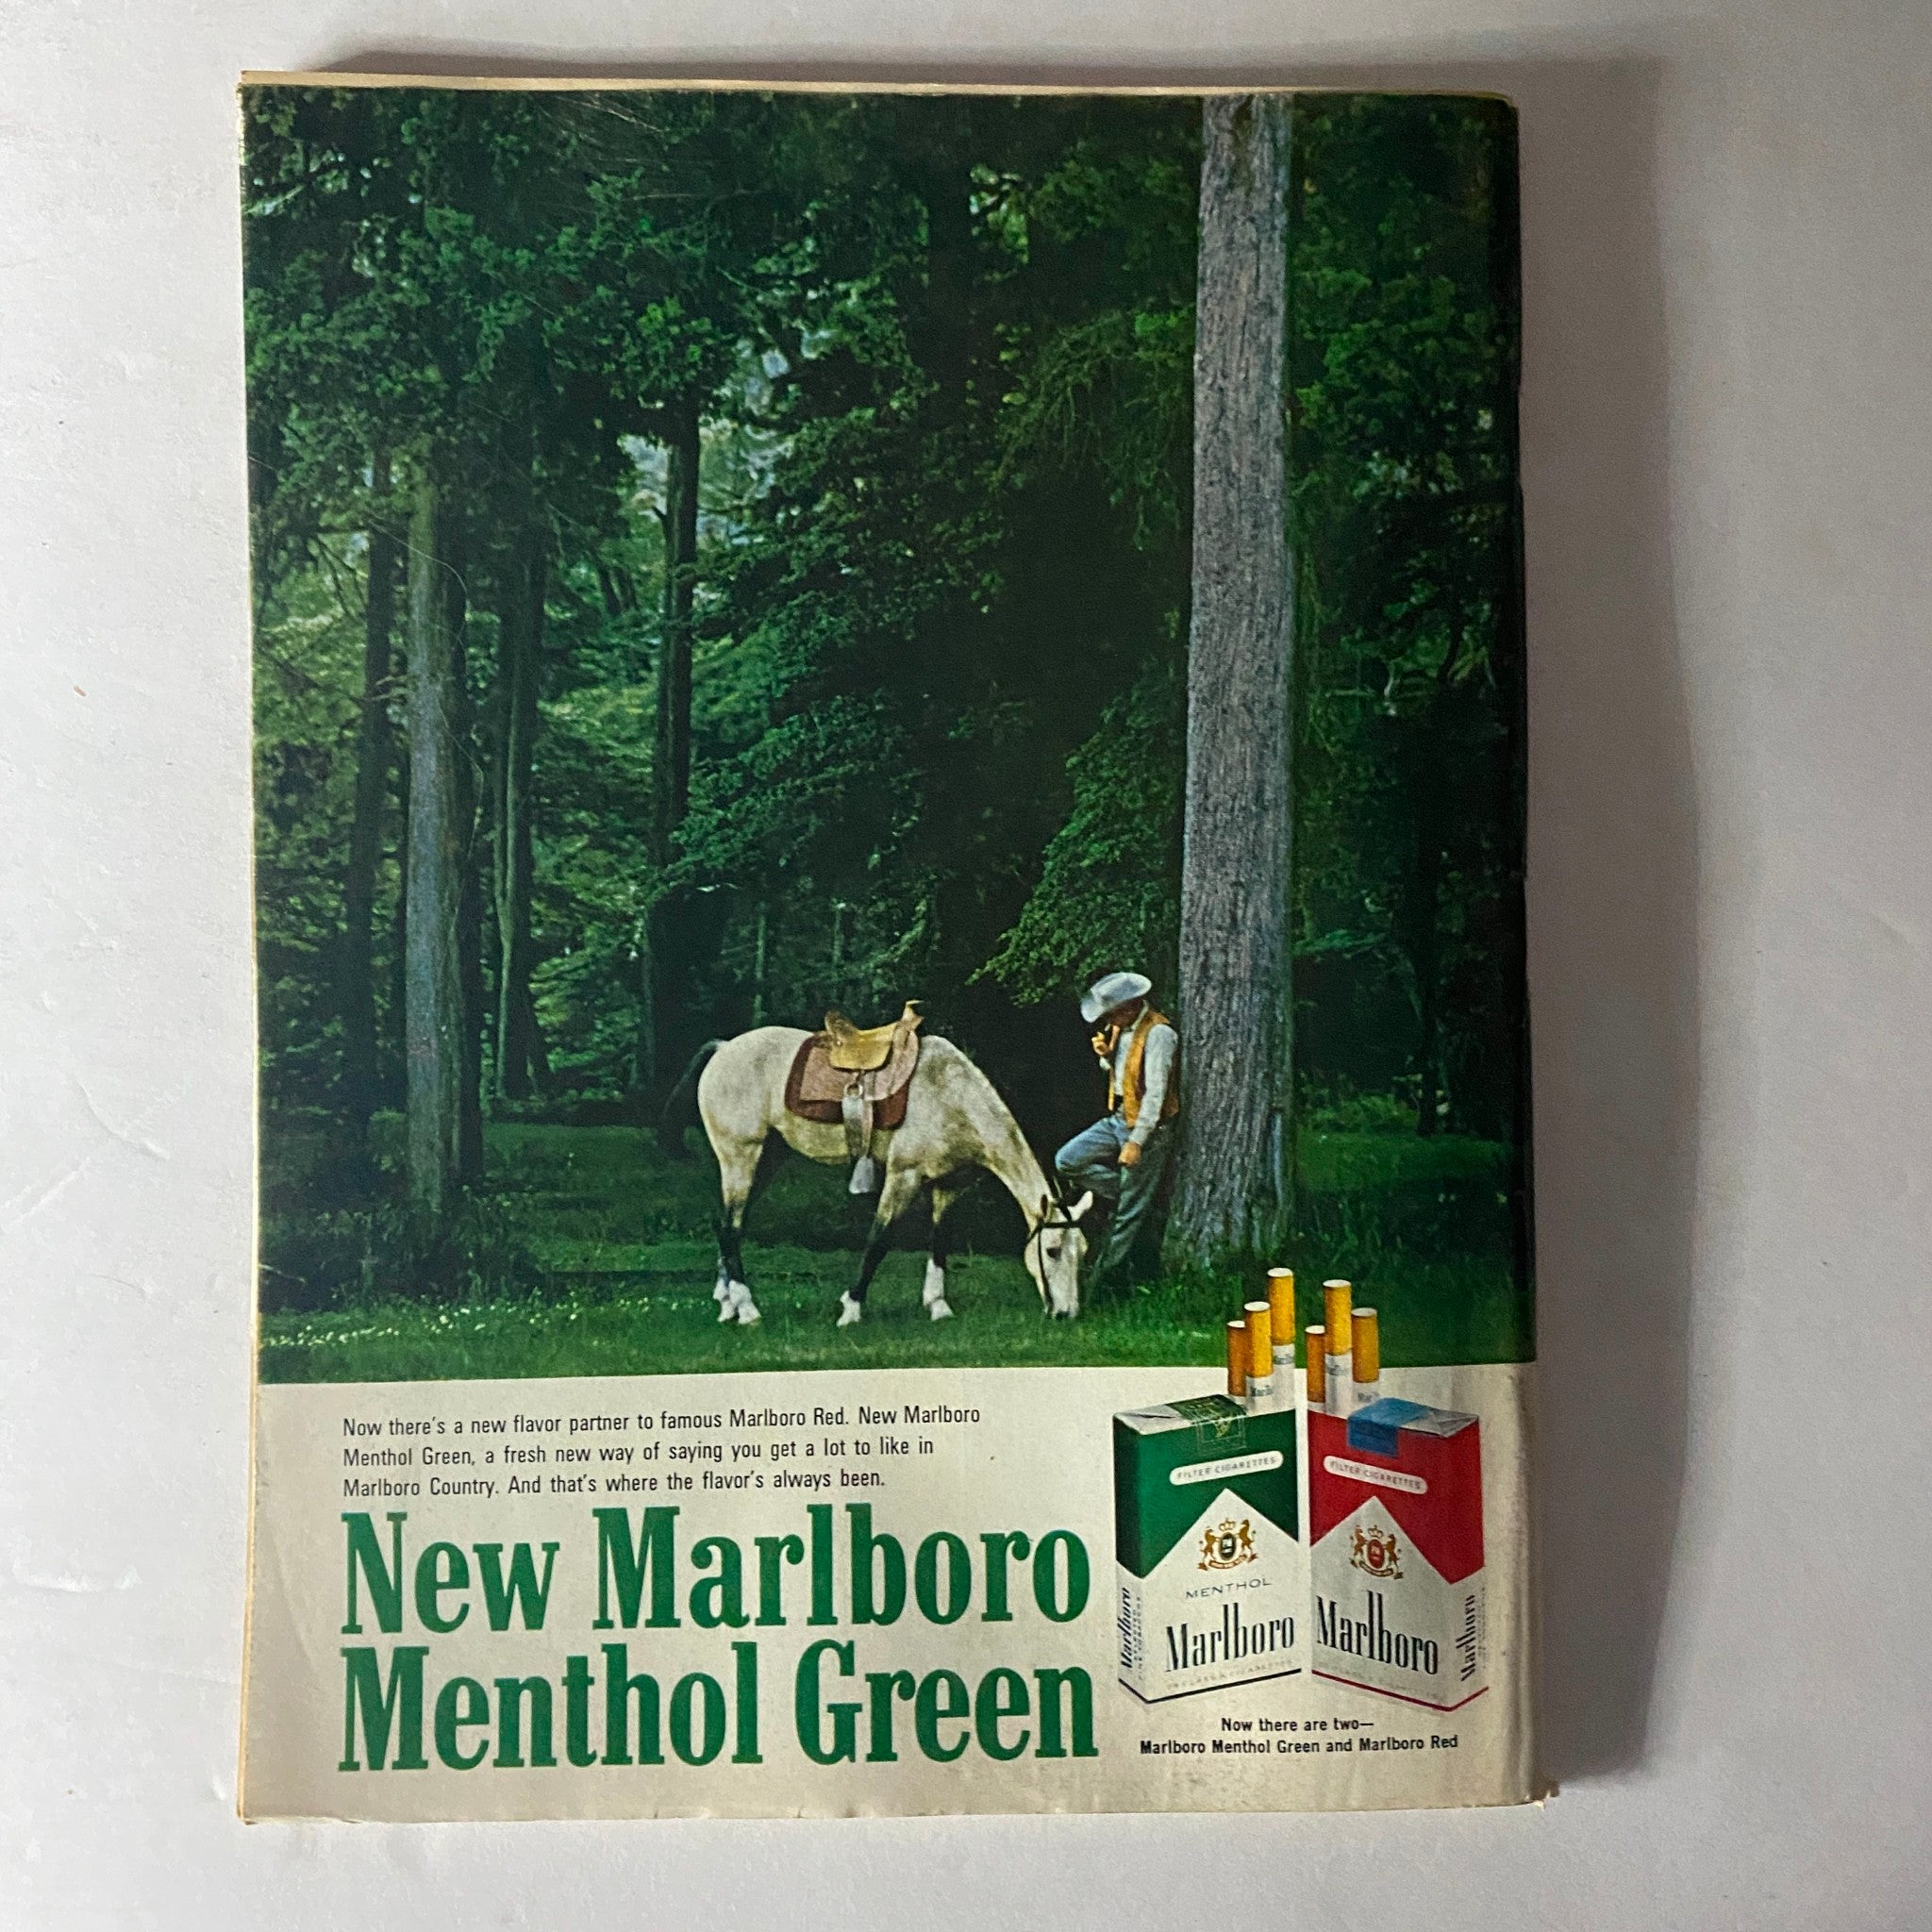 Now there's a new flavor partner to famous Marlboro Red. New Marlboro
Menthol Green, a fresh new way of saying you get a lot to like in
Marlboro Country. And that's where the flavor's always been.
New Marlboro
Menthol Green
FILTER CIGARETTES
MENTHOL
Marlboro
Marlboro
FILTER CIGARETTES
Marlboro
Marlboro
Now there are two—
Marlboro Menthol Green and Marlboro Red